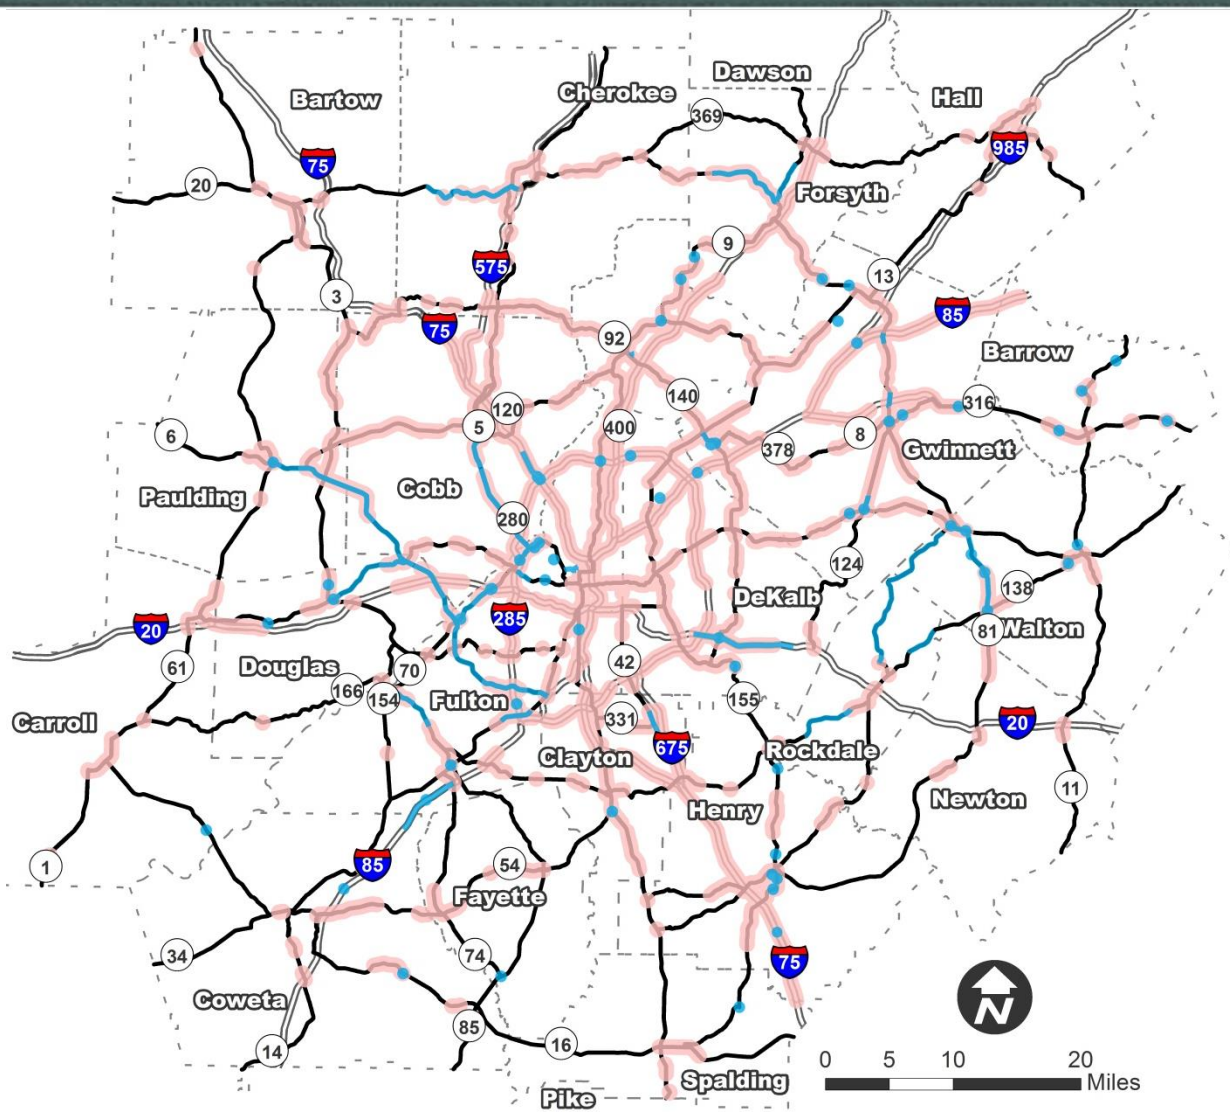 Dawson
Cherokee
Hall
Bartow
369
985
75
20
Forsyth
9
575
13
3
85
75
92
Barrow
140
120
316
5
400
6
8
378
Gwinnett
Cobb
Paulding
280
124
138
DeKalb
285
20
81
Walton
42
Douglas
61
70
166
154
Fulton
155
331
20
Carroll
675
Clayton
Rockdale
11
Henry
Newton
1
85
54
Fayette
34
74
75
Coweta
85
16
14
N
0 5 10 20
Miles
Spalding
Pike